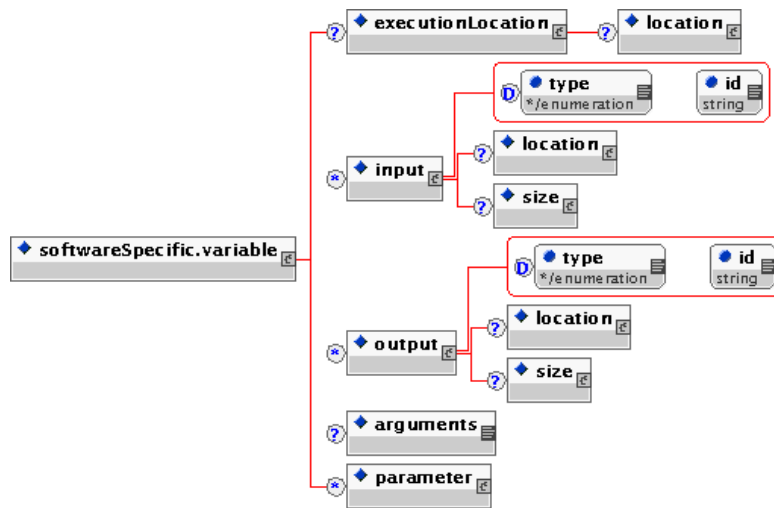 ? executionLocation ? location
D type id
*/enumeration string
? location
* input
? size
softwareSpecific.variable
D type id
*/enumeration string
? location
* output
? size
? arguments
* parameter